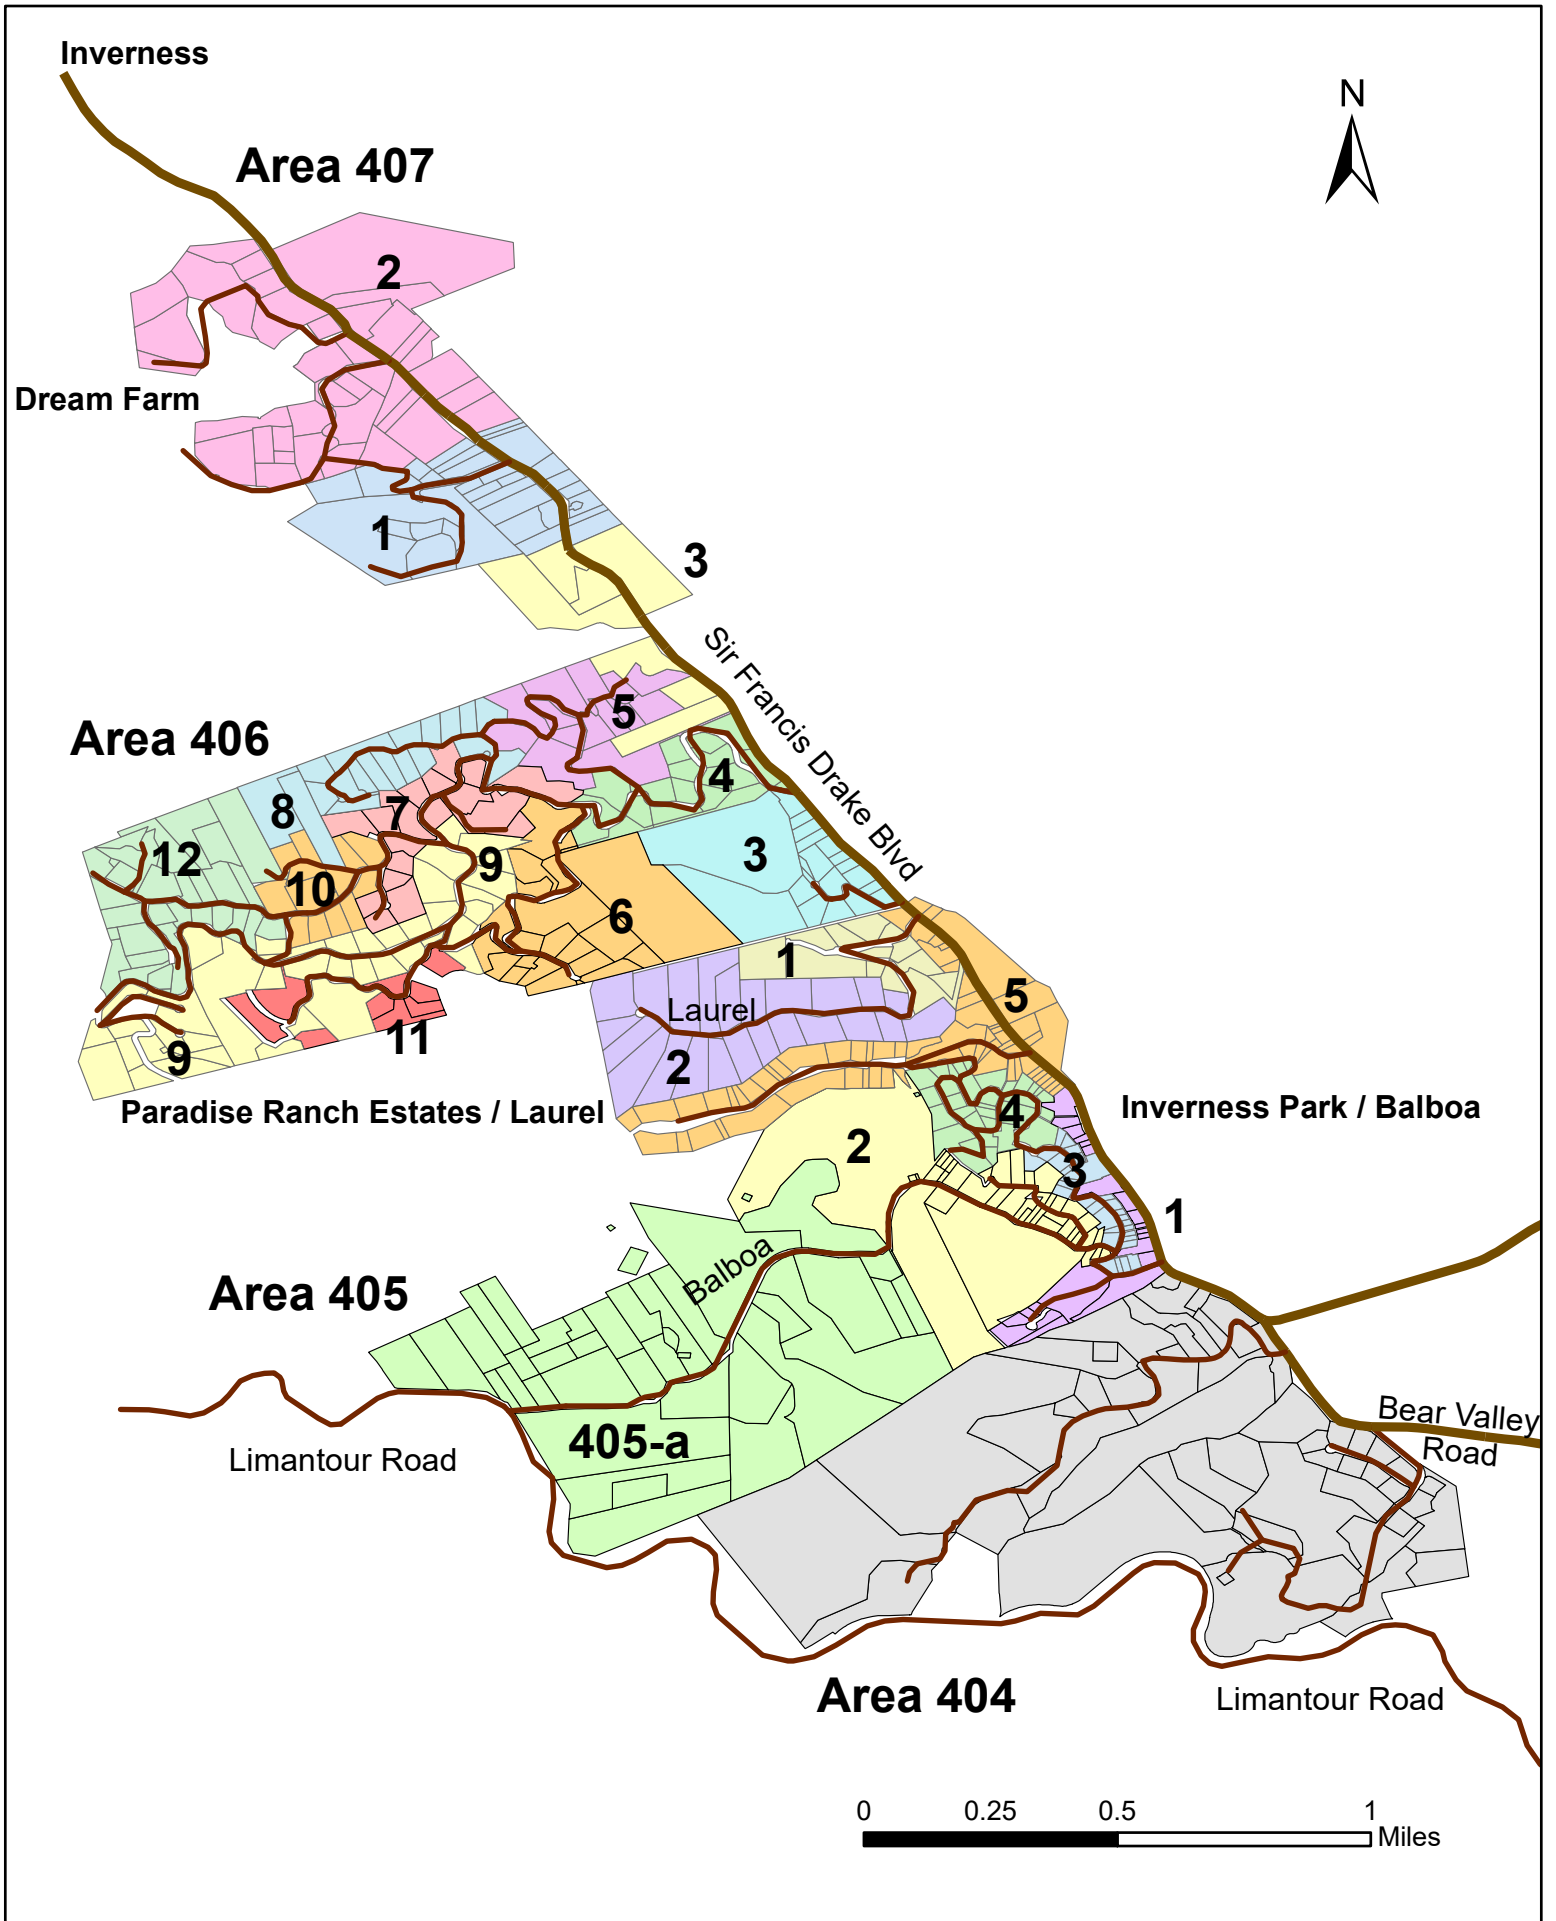 Inverness
N
Area 407
2
Dream Farm
1
3
Sir Francis Drake Blvd
5
Area 406
4
8
7
3
12
9
10
6
1
5
Laurel
11
9
2
Paradise Ranch Estates / Laurel
Inverness Park / Balboa
4
2
3
1
Balboa
Area 405
Bear Valley
Road
405-a
Limantour Road
Area 404
Limantour Road
0 0.25 0.5 1
Miles